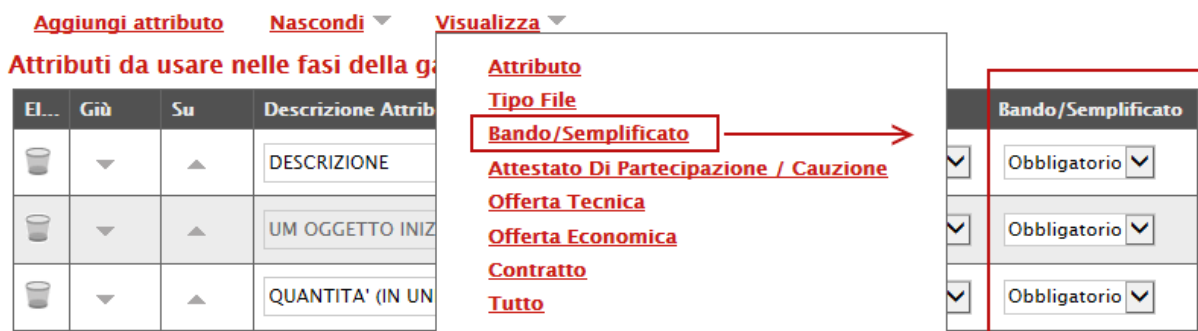 Aggiungi attributo Nascondi Visualizza
Attributi da usare nelle fasi della ga
Attributo
Tipo File
Bando/Semplificato
Attestato Di Partecipazione / Cauzione
Offerta Tecnica
Offerta Economica
Contratto
Tutto
El... Giù Su Descrizione Attrib Bando/Semplificato
DESCRIZIONE Obbligatorio
UM OGGETTO INIZ Obbligatorio
QUANTITA' (IN UN Obbligatorio